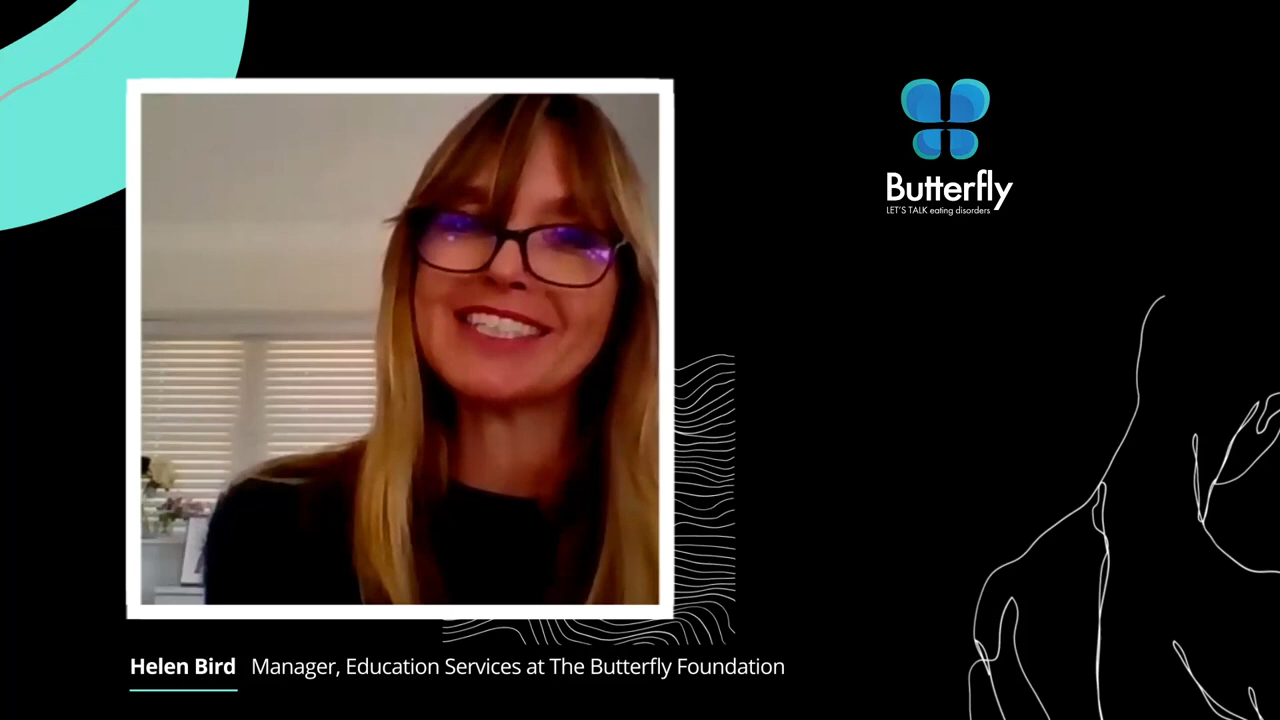 Butterfly
LET'S TALK eating disorders
Helen Bird Manager, Education Services at The Butterfly Foundation